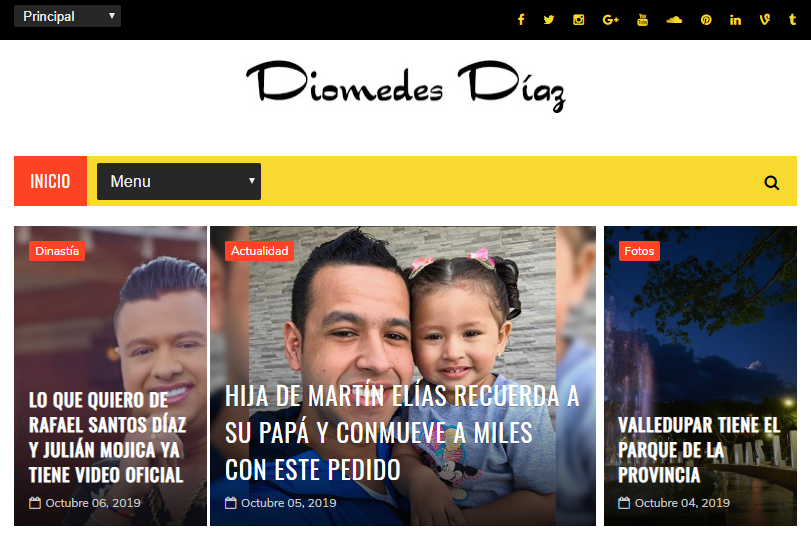 Principal
Diomedes Díaz
INICIO
Menu
Dinastía
LO QUE QUIERO DE
RAFAEL SANTOS DÍAZ
Y JULIÁN MOJICA YA
TIENE VIDEO OFICIAL
Octubre 06, 2019
Actualidad
HIJA DE MARTÍN ELÍAS RECUERDA A
SU PAPÁ Y CONMUEVE A MILES
CON ESTE PEDIDO
Octubre 05, 2019
Fotos
VALLEDUPAR TIENE EL
PARQUE DE LA
PROVINCIA
Octubre 04, 2019